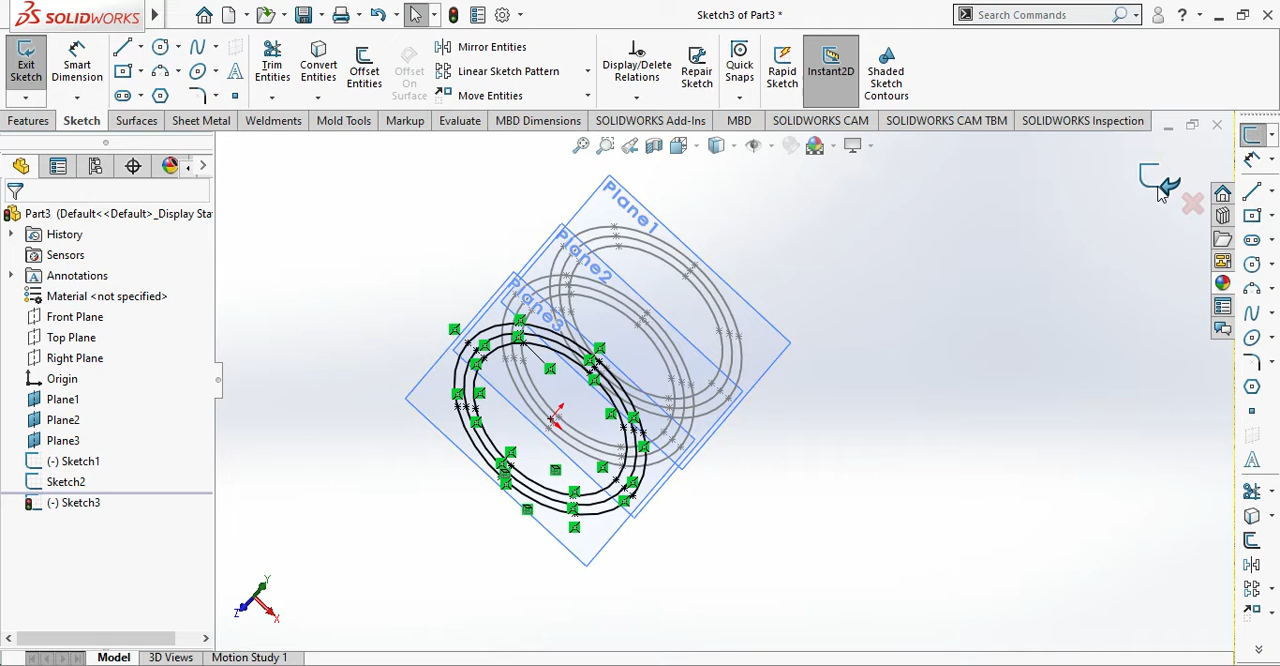 SOLIDWORKS
Sketch3 of Part3 *
Search Commands
?
Exit Sketch
Smart Dimension
Trim Entities
Convert Entities
Offset Entities
Offset On Surface
Mirror Entities
Linear Sketch Pattern
Move Entities
Display/Delete Relations
Repair Sketch
Quick Snaps
Rapid Sketch
Instant2D
Shaded Sketch Contours
Features
Sketch
Surfaces
Sheet Metal
Weldments
Mold Tools
Markup
Evaluate
MBD Dimensions
SOLIDWORKS Add-Ins
MBD
SOLIDWORKS CAM
SOLIDWORKS CAM TBM
SOLIDWORKS Inspection
Part3 (Default<<Default>_Display Sta
History
Sensors
Annotations
Material <not specified>
Front Plane
Top Plane
Right Plane
Origin
Plane1
Plane2
Plane3
(-) Sketch1
Sketch2
(-) Sketch3
Plane1
Plane2
Plane3
Y
Z
X
Model
3D Views
Motion Study 1